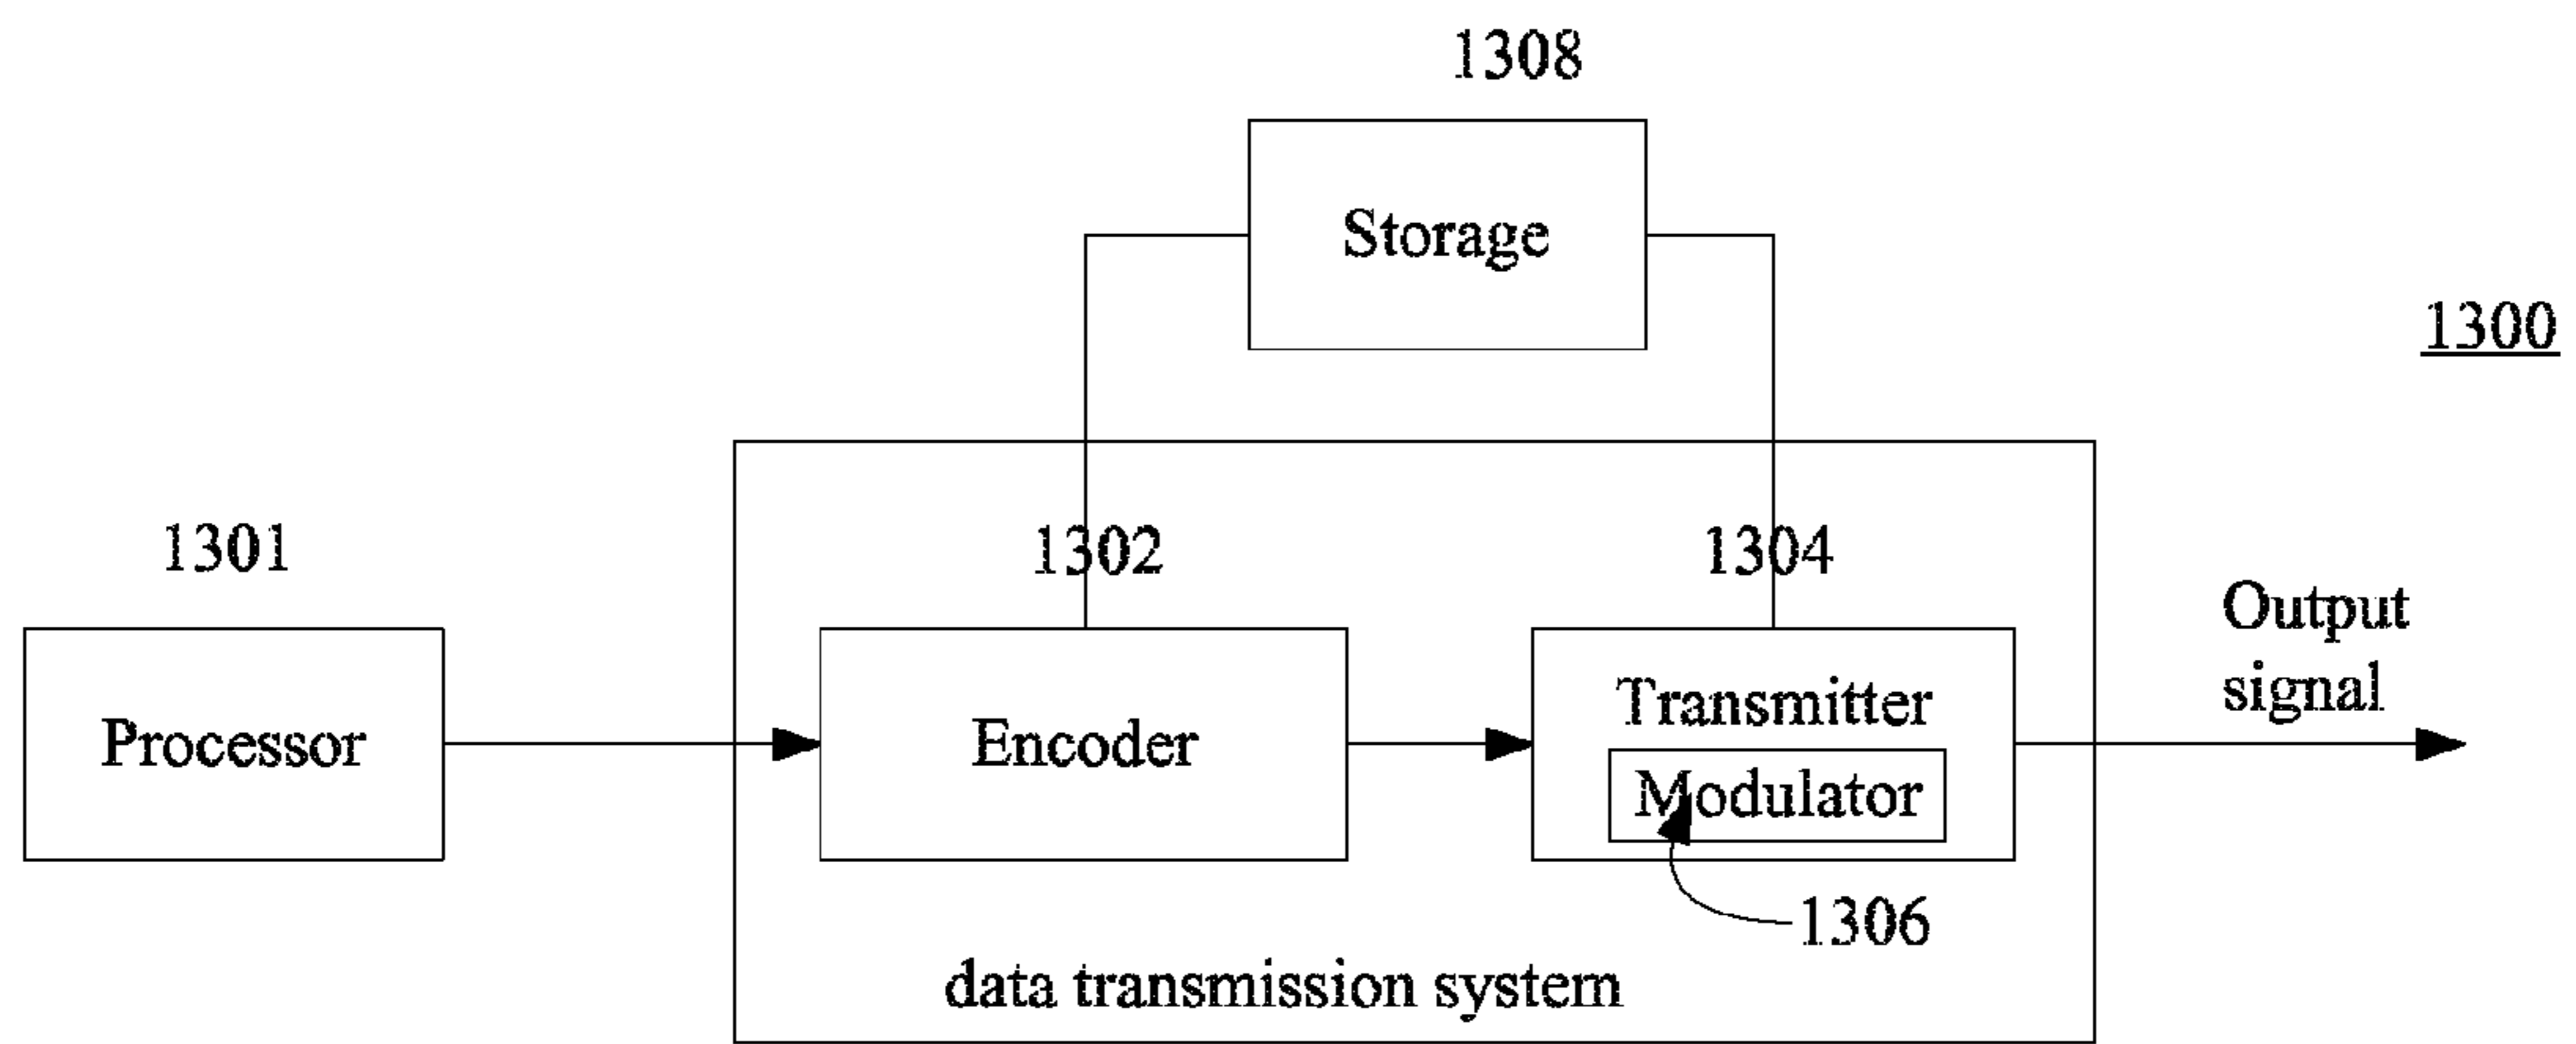 1308
Storage
1300
1301
1302
1304
Output
signal
Processor
Encoder
Transmitter
Modulator
1306
data transmission system